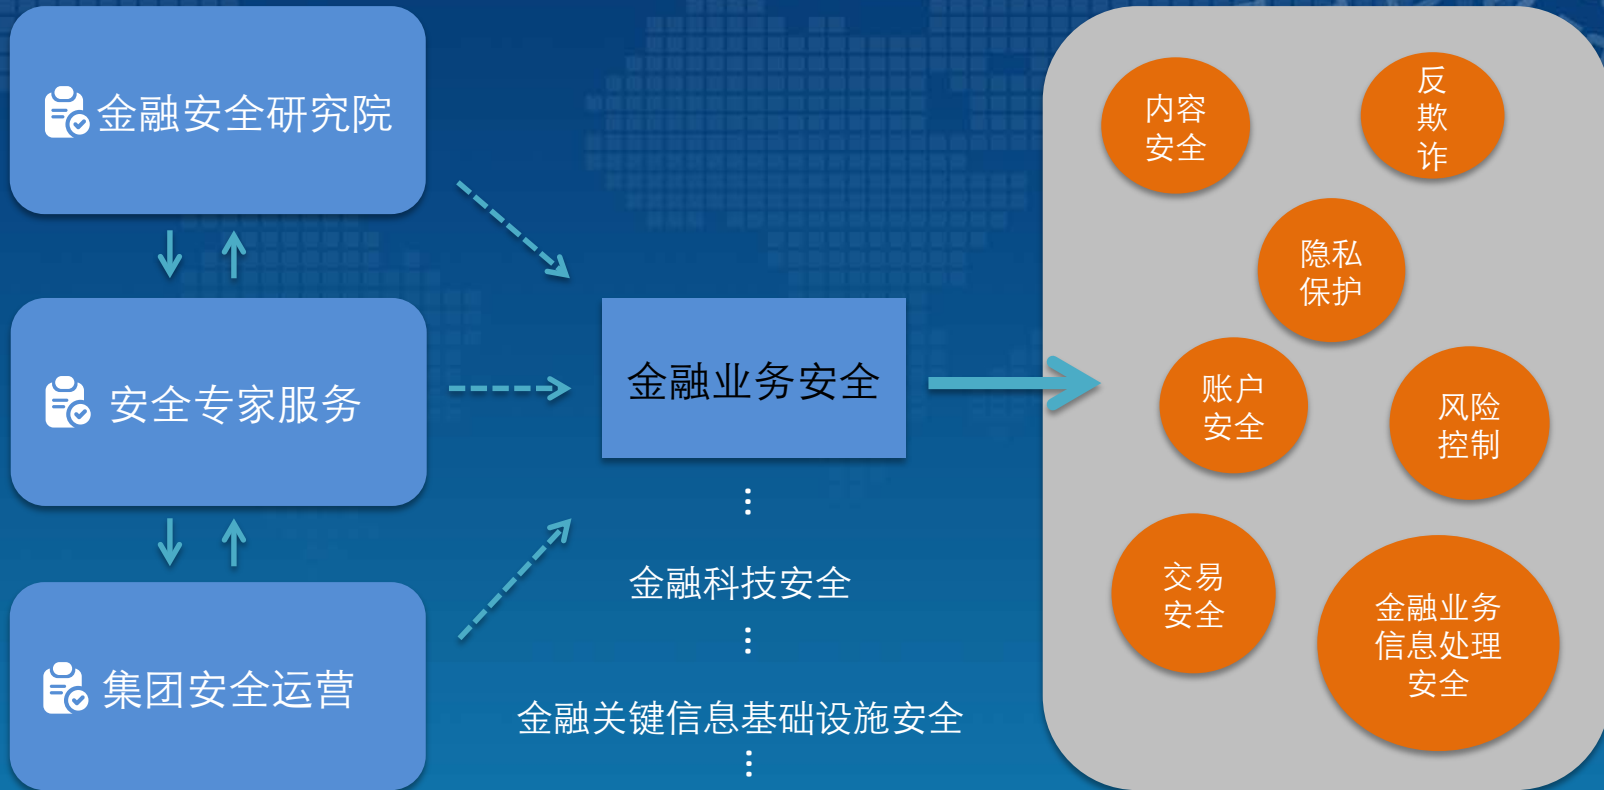 金融安全研究院
安全专家服务
集团安全运营
金融业务安全
金融科技安全
金融关键信息基础设施安全
内容
安全
反
欺
诈
隐私
保护
账户
安全
风险
控制
交易
安全
金融业务
信息处理
安全